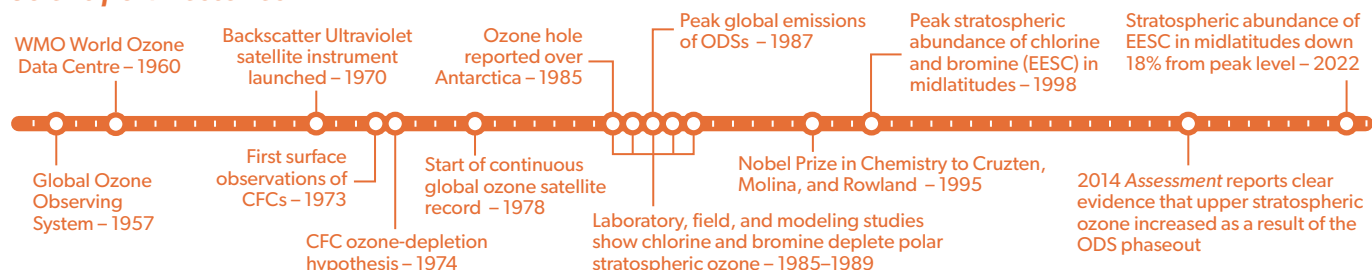 WMO World Ozone
Data Centre – 1960
Backscatter Ultraviolet
satellite instrument
launched – 1970
Ozone hole
reported over
Antarctica – 1985
Peak global emissions
of ODSs – 1987
Peak stratospheric
abundance of chlorine
and bromine (EESC) in
midlatitudes – 1998
Stratospheric abundance of
EESC in midlatitudes down
18% from peak level – 2022
Global Ozone
Observing
System – 1957
First surface
observations of
CFCs – 1973
CFC ozone-depletion
hypothesis – 1974
Start of continuous
global ozone satellite
record – 1978
Laboratory, field, and modeling studies
show chlorine and bromine deplete polar
stratospheric ozone – 1985–1989
Nobel Prize in Chemistry to Cruzten,
Molina, and Rowland – 1995
2014 Assessment reports clear
evidence that upper stratospheric
ozone increased as a result of the
ODS phaseout